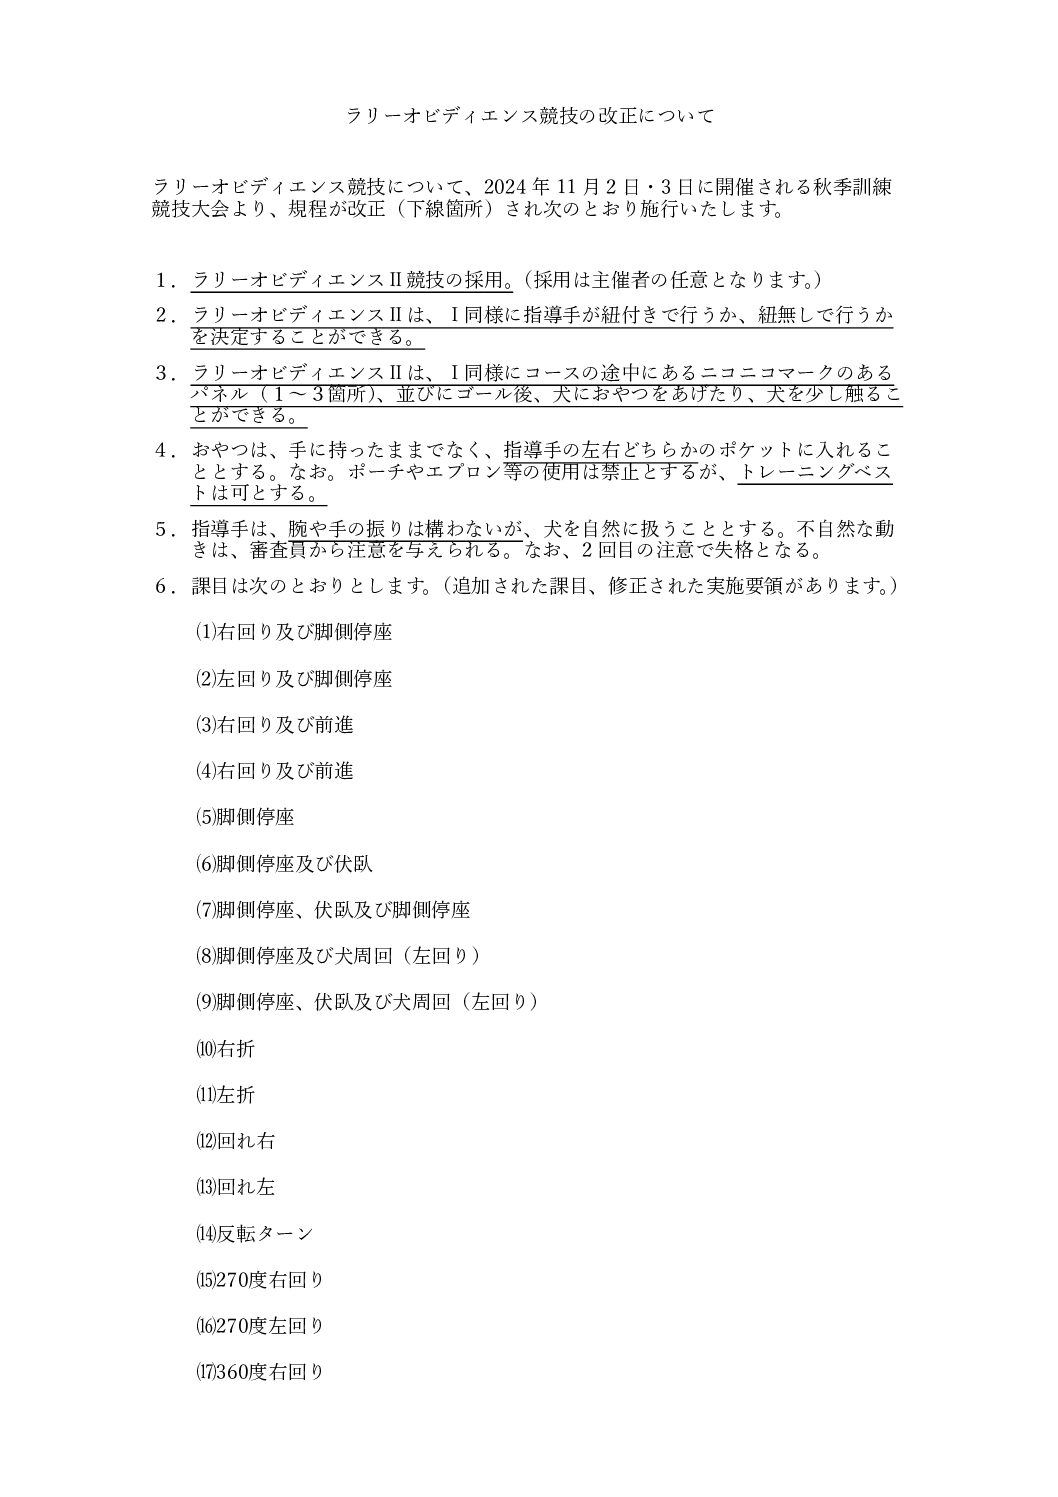 ラリーオビディエンス競技の改正について
ラリーオビディエンス競技について、2024年11月2日・3日に開催される秋季訓練
競技大会より、規程が改正（下線箇所）され次のとおり施行いたします。
１．ラリーオビディエンスⅡ競技の採用。（採用は主催者の任意となります。）
２．ラリーオビディエンスⅡは、Ⅰ同様に指導手が紐付きで行うか、紐無しで行うか
を決定することができる。
３．ラリーオビディエンスⅡは、Ⅰ同様にコースの途中にあるニコニコマークのある
パネル（１～３箇所）、並びにゴール後、犬におやつをあげたり、犬を少し触るこ
とができる。
４．おやつは、手に持ったままでなく、指導手の左右どちらかのポケットに入れるこ
ととする。なお。ポーチやエプロン等の使用は禁止とするが、トレーニングベス
トは可とする。
５．指導手は、腕や手の振りは構わないが、犬を自然に扱うこととする。不自然な動
きは、審査員から注意を与えられる。なお、２回目の注意で失格となる。
６．課目は次のとおりとします。（追加された課目、修正された実施要領があります。）
⑴右回り及び脚側停座
⑵左回り及び脚側停座
⑶右回り及び前進
⑷右回り及び前進
⑸脚側停座
⑹脚側停座及び伏臥
⑺脚側停座、伏臥及び脚側停座
⑻脚側停座及び犬周回（左回り）
⑼脚側停座、伏臥及び犬周回（左回り）
⑽右折
⑾左折
⑿回れ右
⒀回れ左
⒁反転ターン
⒂270度右回り
⒃270度左回り
⒄360度右回り